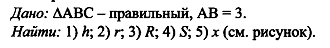 Дано: ΔABC – правильный, AB = 3.
Найти: 1) h; 2) r; 3) R; 4) S; 5) x (см. рисунок).